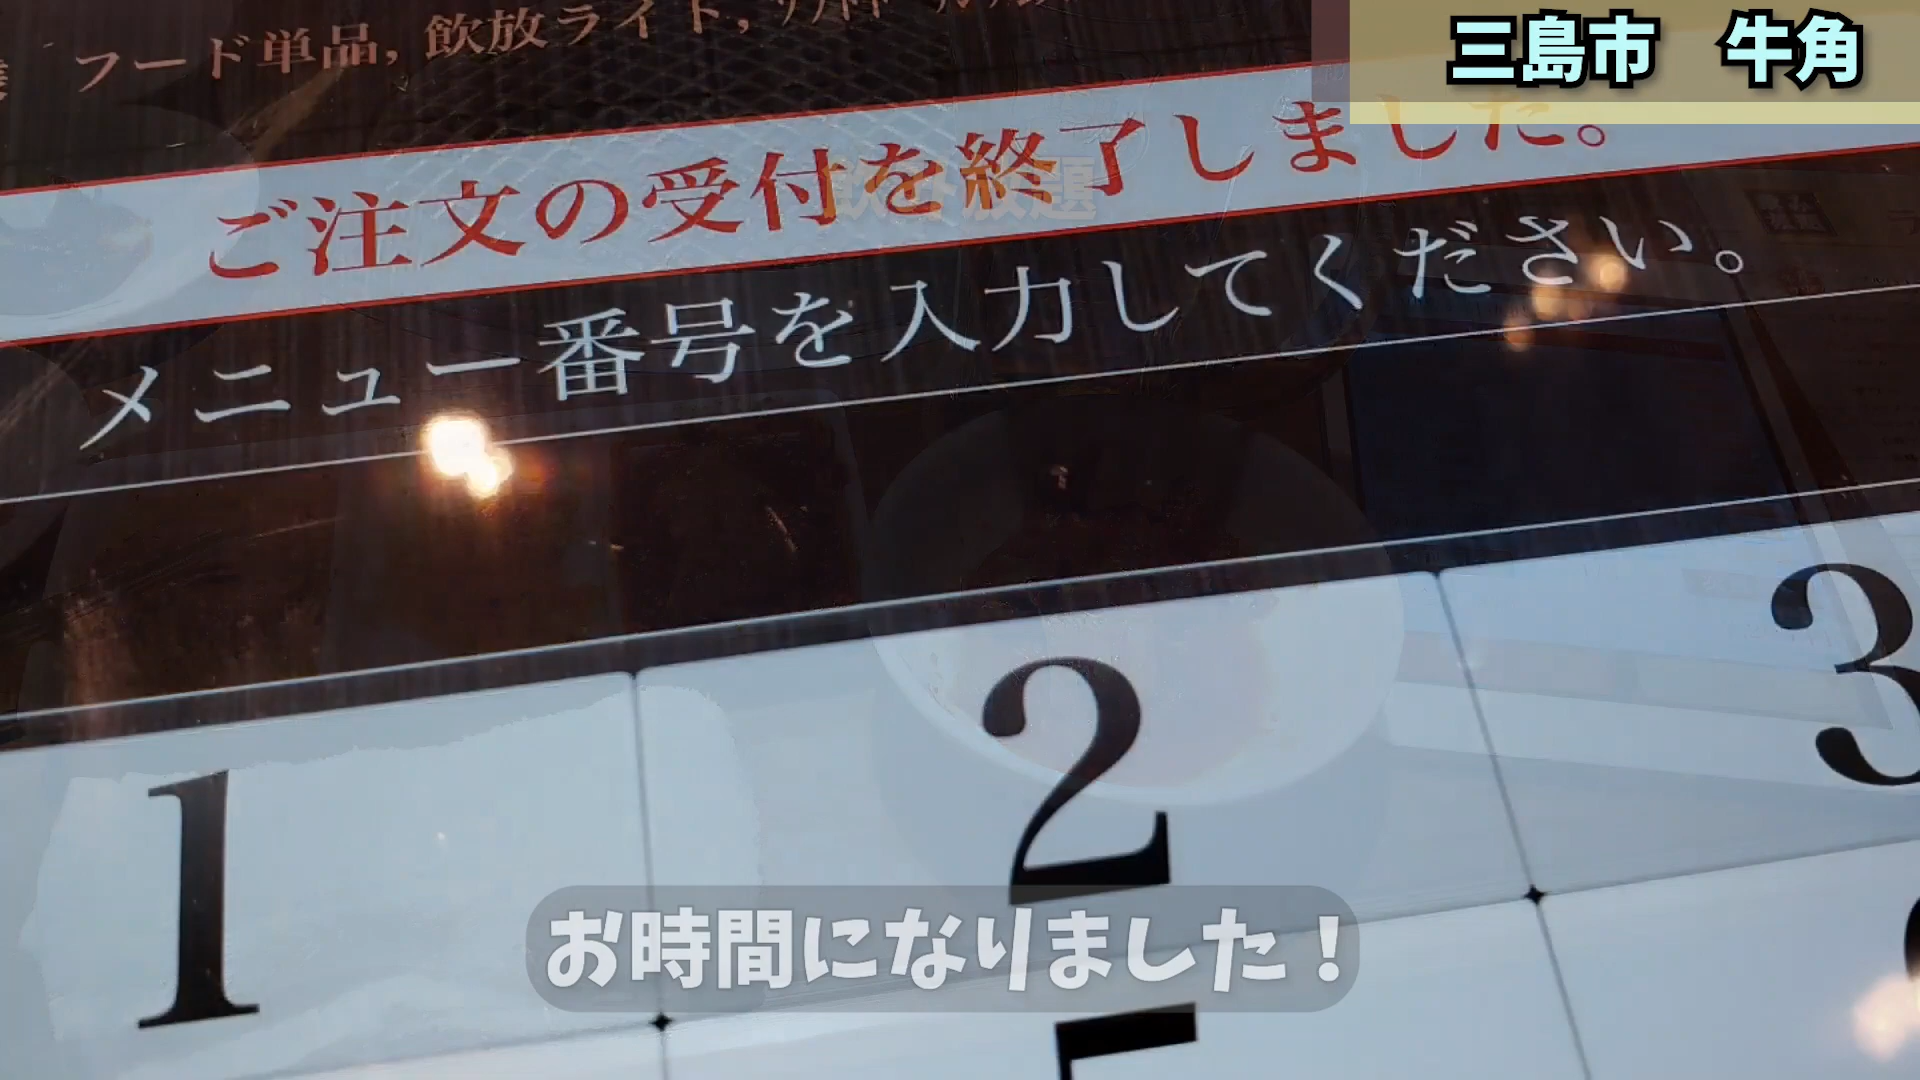 三島市　牛角
フード単品, 飲放ライト,
ご注文の受付を終了しました。
メニュー番号を入力してください。
1
2
3
5
お時間になりました！